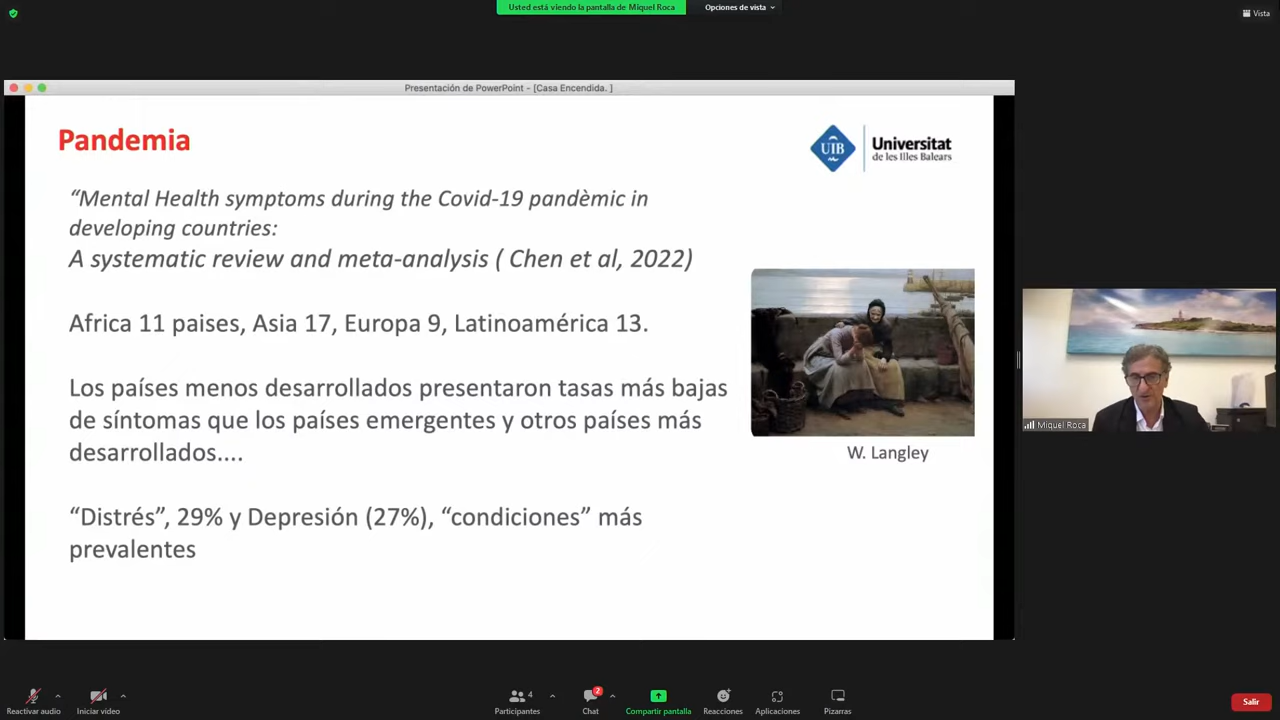 Usted está viendo la pantalla de Miquel Roca
Opciones de vista
Vista
Presentación de PowerPoint - [Casa Encendida. ]
Pandemia
UIB
Universitat
de les Illes Balears
“Mental Health symptoms during the Covid-19 pandèmic in
developing countries:
A systematic review and meta-analysis ( Chen et al, 2022)
Africa 11 paises, Asia 17, Europa 9, Latinoamérica 13.
Los países menos desarrollados presentaron tasas más bajas
de síntomas que los países emergentes y otros países más
desarrollados....
W. Langley
“Distrés”, 29% y Depresión (27%), “condiciones” más
prevalentes
Miquel Roca
Reactivar audio
Iniciar video
4
Participantes
2
Chat
Compartir pantalla
Reacciones
Aplicaciones
Pizarras
Salir